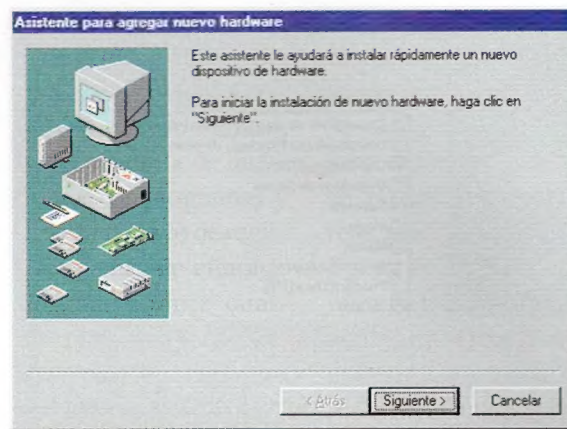 Asistente para agregar nuevo hardware
Este asistente le ayudará a instalar rápidamente un nuevo
dispositivo de hardware.
Para iniciar la instalación de nuevo hardware, haga clic en
"Siguiente".
< Atrás
Siguiente >
Cancelar